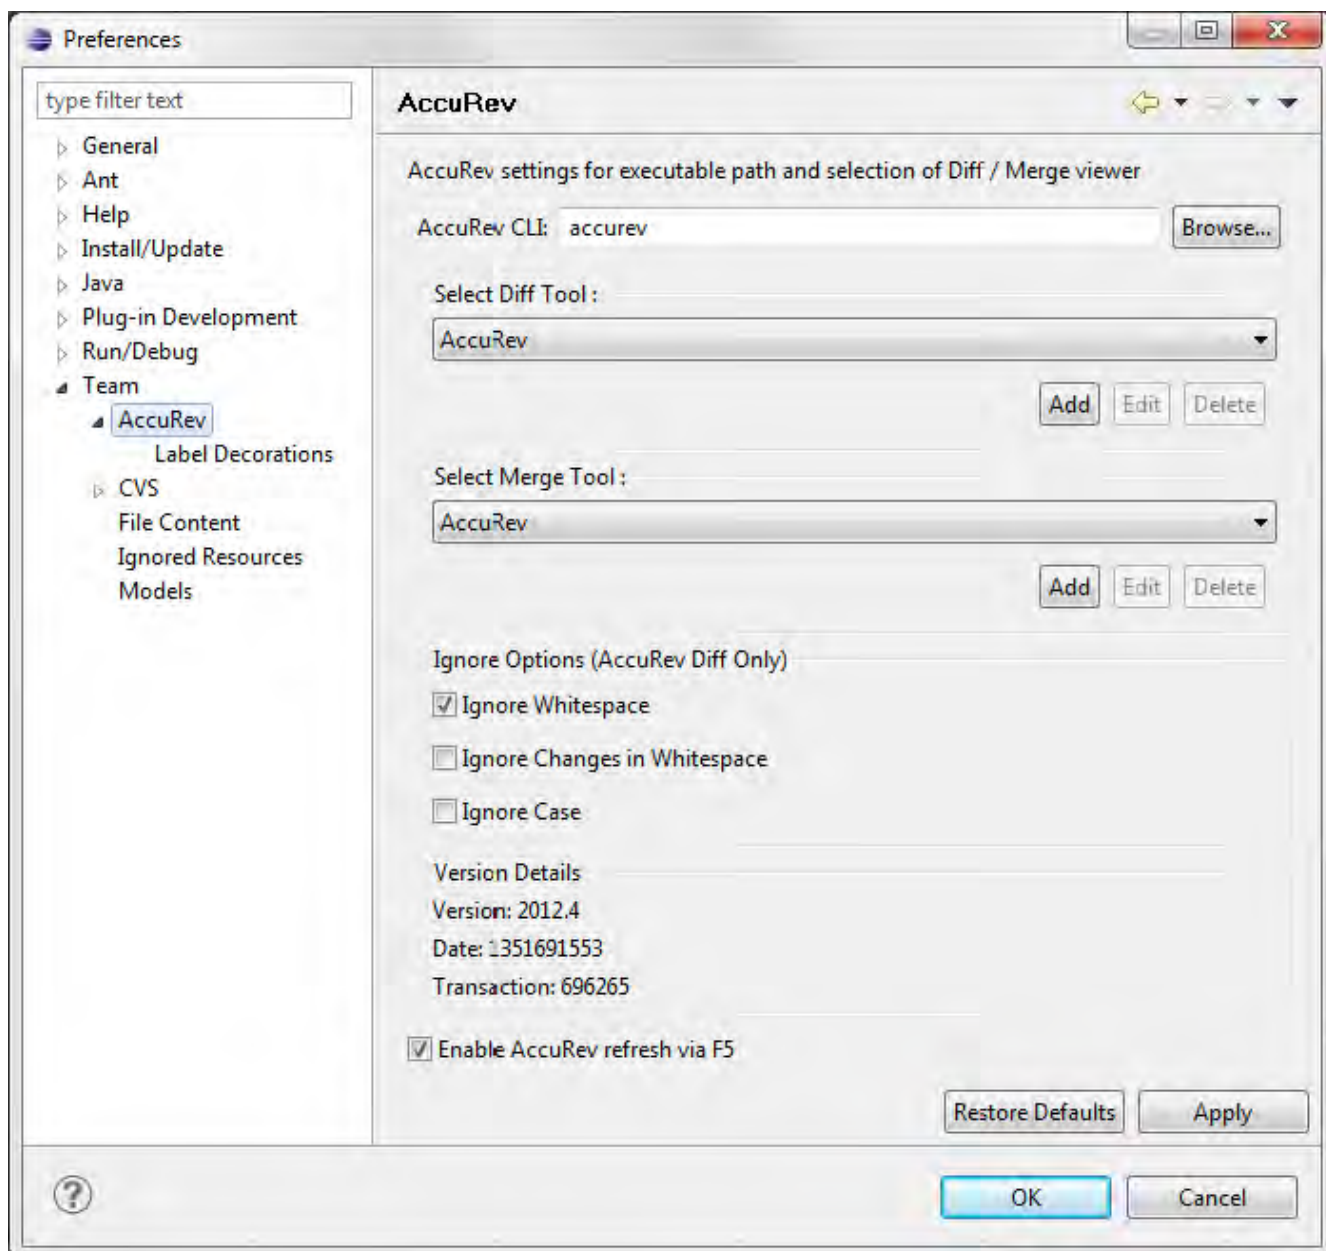 Preferences
type filter text
General
Ant
Help
Install/Update
Java
Plug-in Development
Run/Debug
Team
AccuRev
Label Decorations
CVS
File Content
Ignored Resources
Models
AccuRev
AccuRev settings for executable path and selection of Diff / Merge viewer
AccuRev CLI: accurev Browse...
Select Diff Tool :
AccuRev
Add Edit Delete
Select Merge Tool :
AccuRev
Add Edit Delete
Ignore Options (AccuRev Diff Only)
Ignore Whitespace
Ignore Changes in Whitespace
Ignore Case
Version Details
Version: 2012.4
Date: 1351691553
Transaction: 696265
Enable AccuRev refresh via F5
Restore Defaults Apply
? OK Cancel